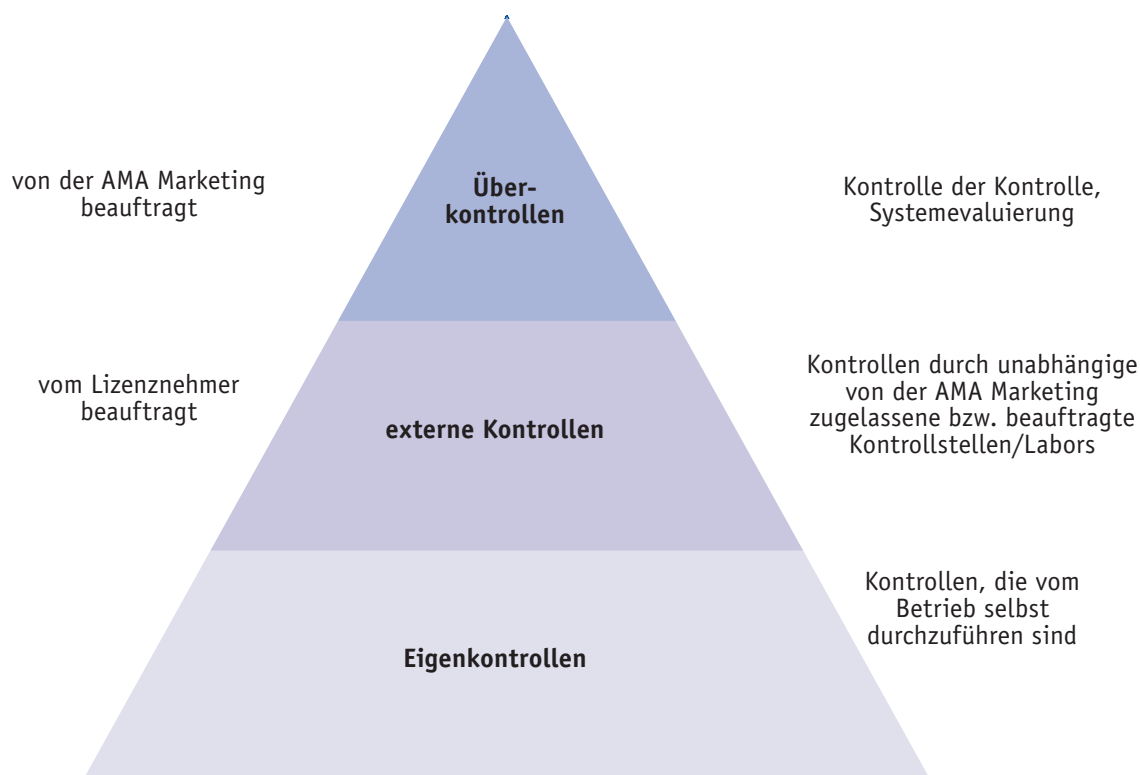 von der AMA Marketing
beauftragt
Über-
kontrollen
Kontrolle der Kontrolle,
Systemevaluierung
vom Lizenznehmer
beauftragt
externe Kontrollen
Kontrollen durch unabhängige
von der AMA Marketing
zugelassene bzw. beauftragte
Kontrollstellen/Labors
Eigenkontrollen
Kontrollen, die vom
Betrieb selbst
durchzuführen sind